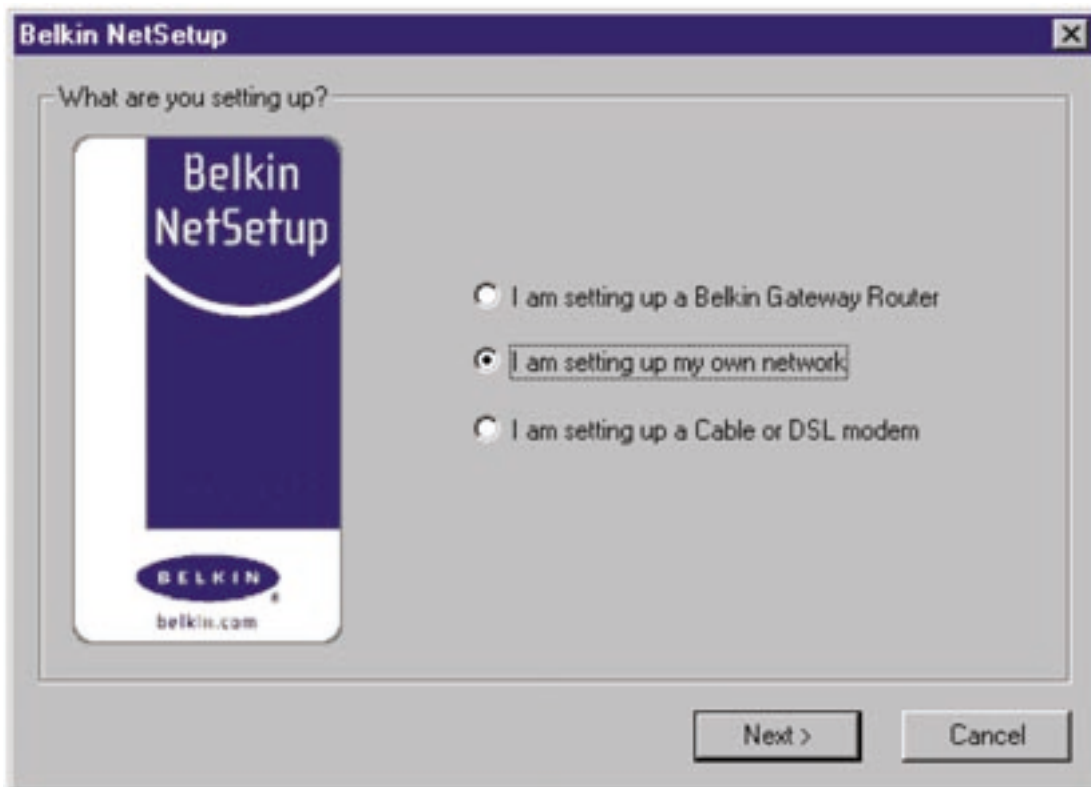 Belkin NetSetup
What are you setting up?
Belkin
NetSetup
I am setting up a Belkin Gateway Router
I am setting up my own network
I am setting up a Cable or DSL modem
BELKIN
®
belkin.com
Next >
Cancel